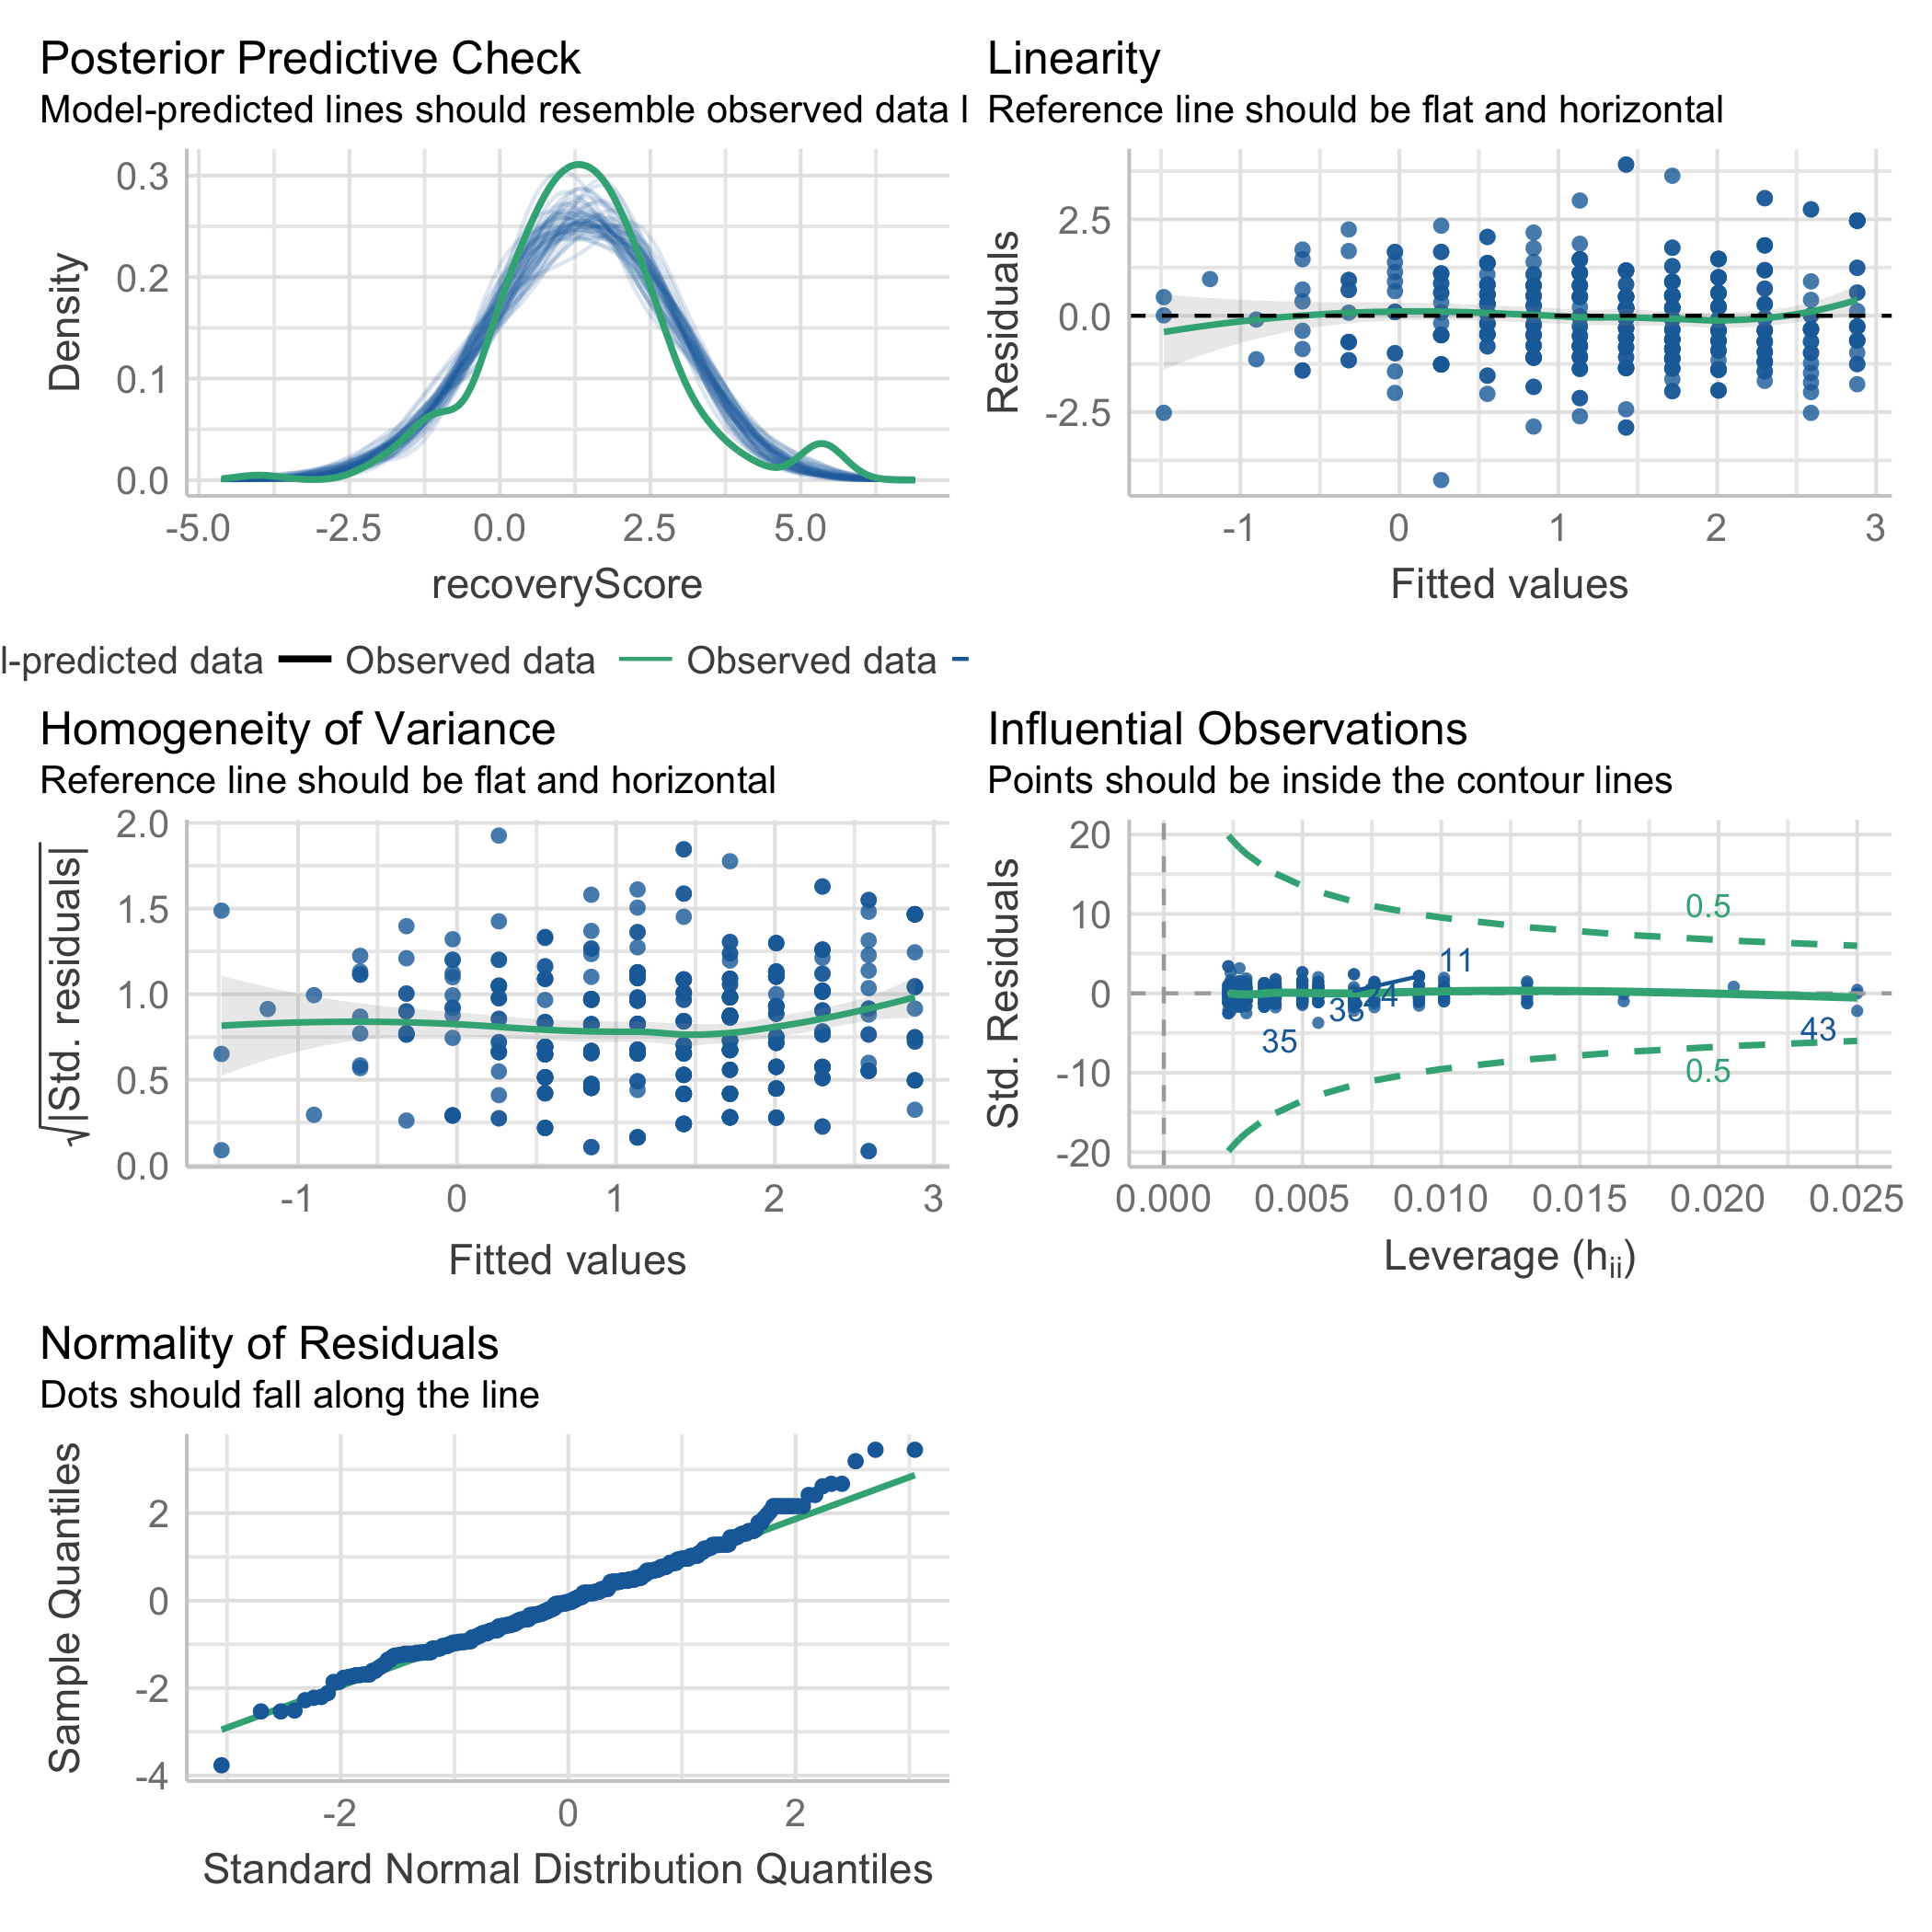 Posterior Predictive Check
Model-predicted lines should resemble observed data l
Density
0.3
0.2
0.1
0.0
-5.0 -2.5 0.0 2.5 5.0
recoveryScore
l-predicted data Observed data Observed data
Linearity
Reference line should be flat and horizontal
Residuals
2.5
0.0
-2.5
-1 0 1 2 3
Fitted values
Homogeneity of Variance
Reference line should be flat and horizontal
√|Std. residuals|
2.0
1.5
1.0
0.5
0.0
-1 0 1 2 3
Fitted values
Influential Observations
Points should be inside the contour lines
Std. Residuals
20
10
0
-10
-20
0.5
11
35
43
0.5
0.000 0.005 0.010 0.015 0.020 0.025
Leverage (hii)
Normality of Residuals
Dots should fall along the line
Sample Quantiles
2
0
-2
-4
-2 0 2
Standard Normal Distribution Quantiles